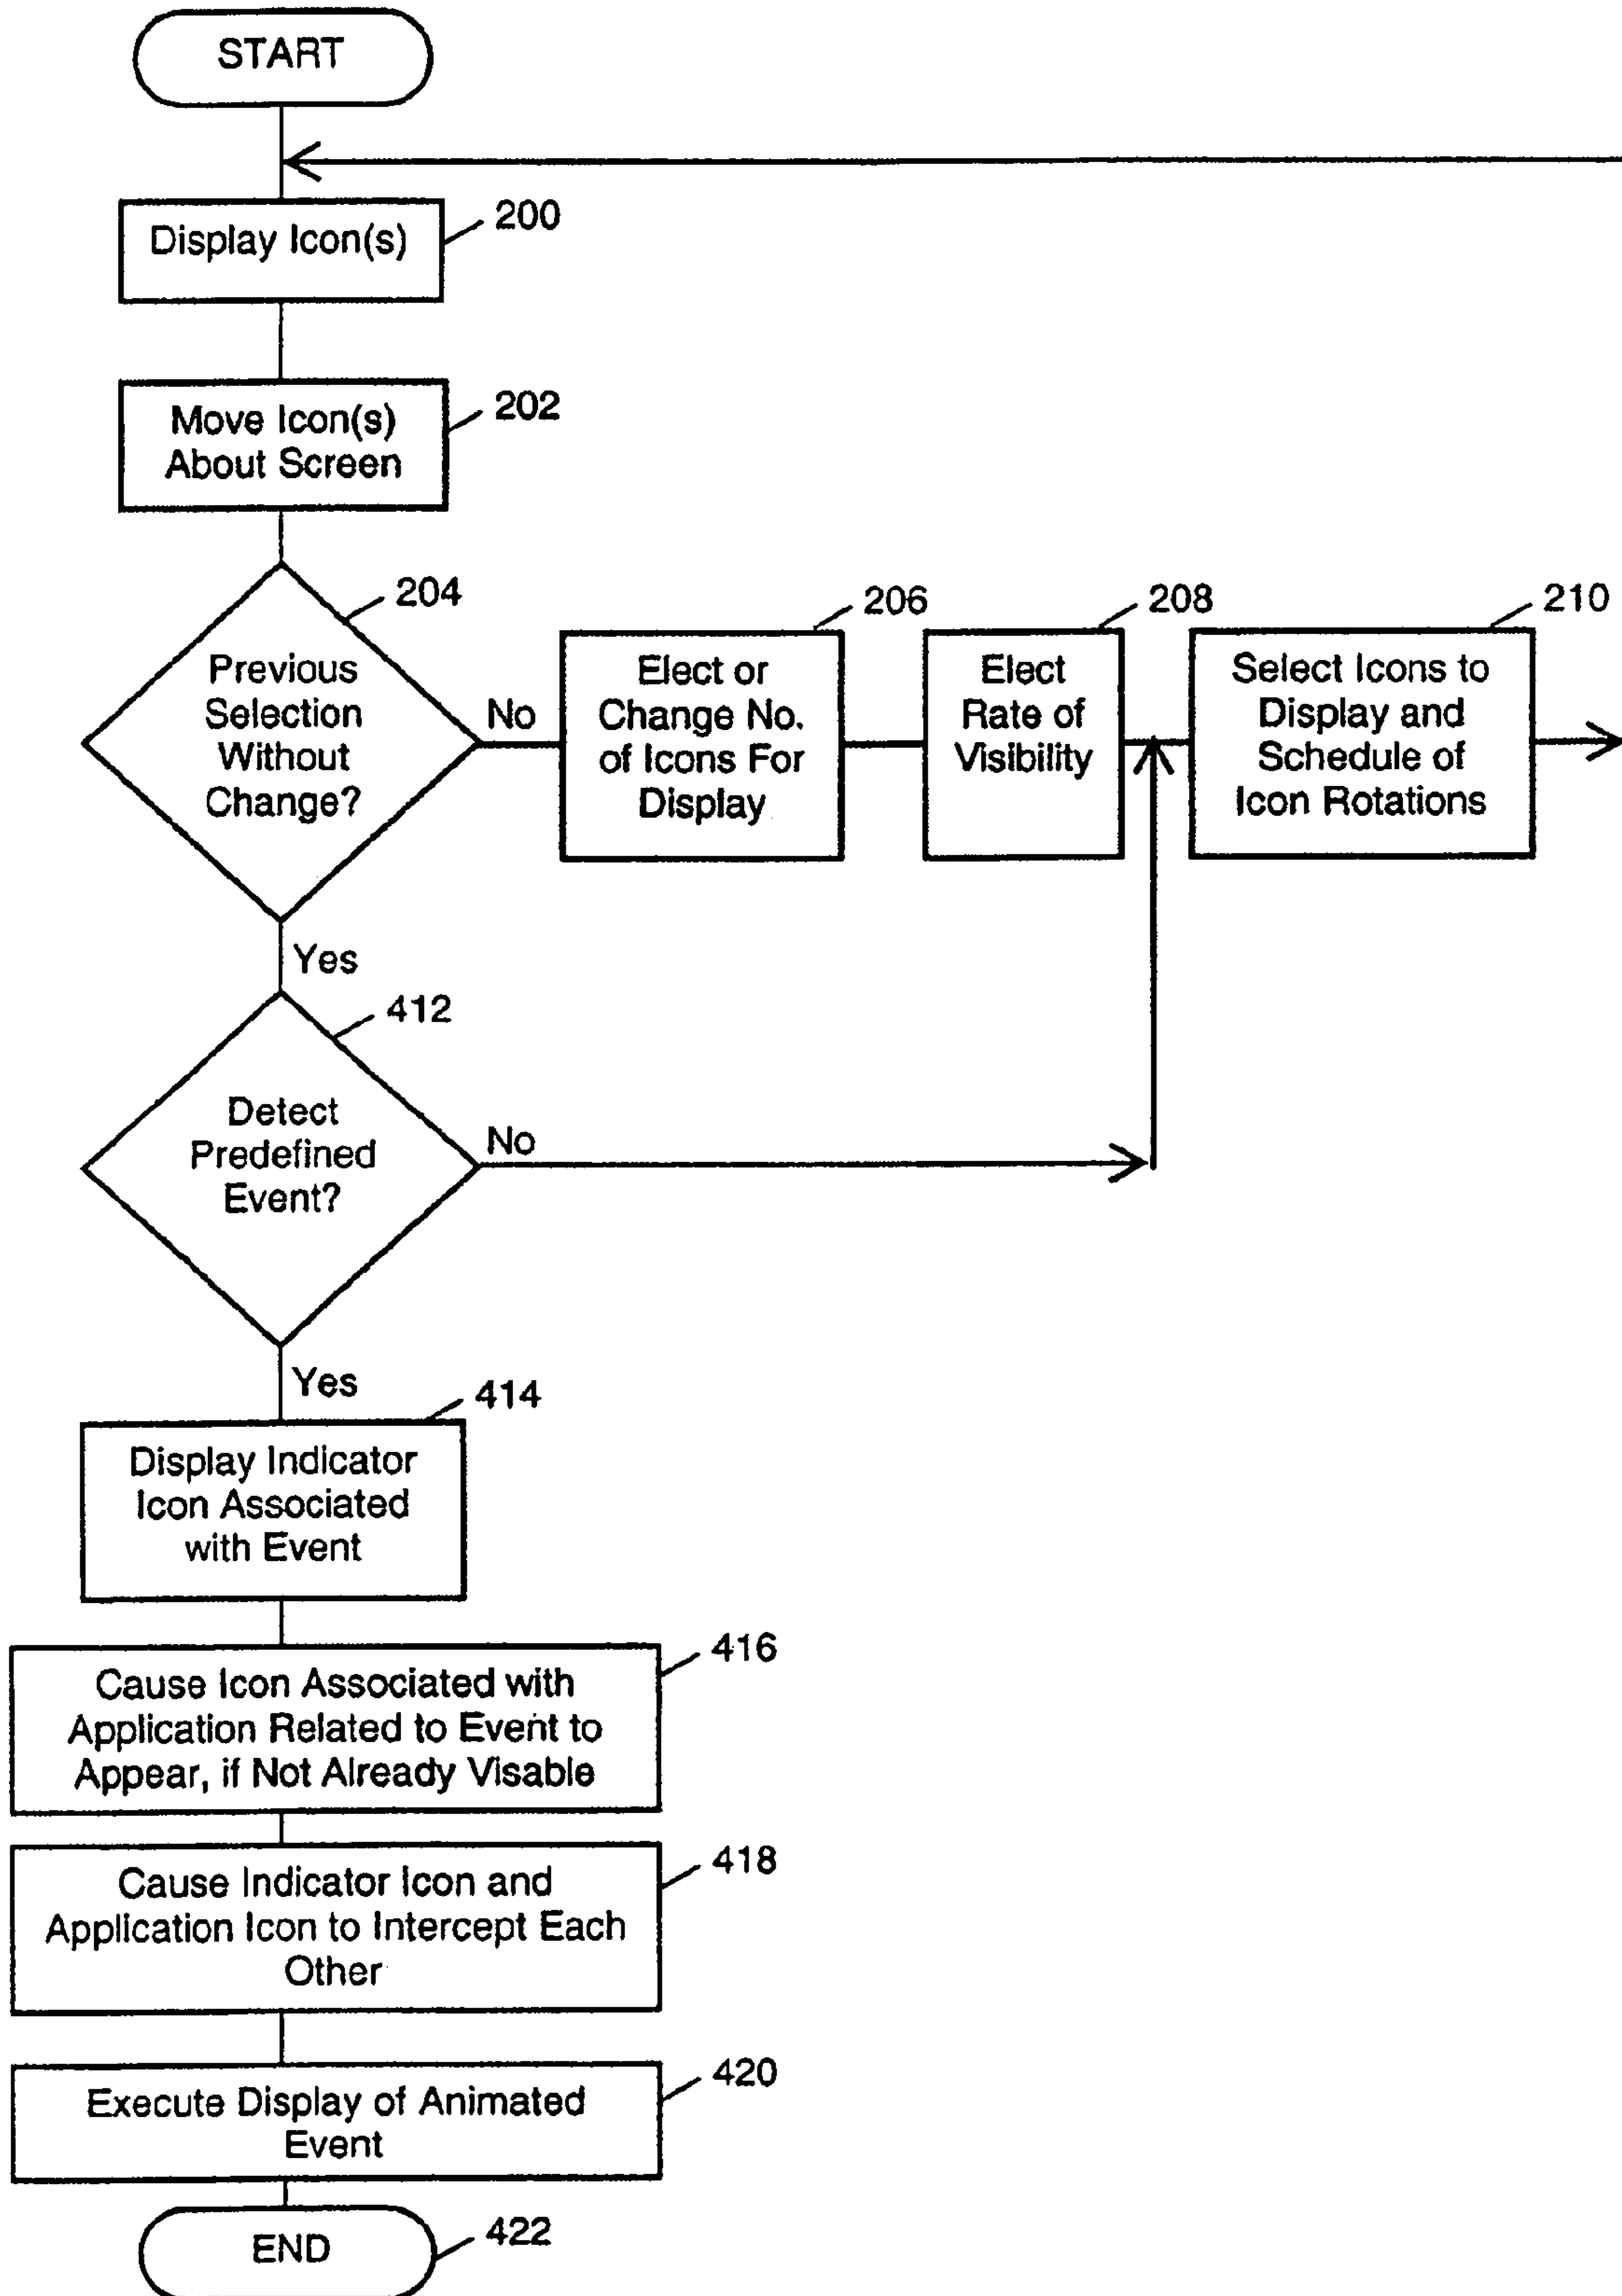 START
Display Icon(s)
200
Move Icon(s)
About Screen
202
Previous
Selection
Without
Change?
204
No
Elect or
Change No.
of Icons For
Display
206
Elect
Rate of
Visibility
208
Select Icons to
Display and
Schedule of
Icon Rotations
210
Yes
Detect
Predefined
Event?
412
No
Yes
Display Indicator
Icon Associated
with Event
414
Cause Icon Associated with
Application Related to Event to
Appear, if Not Already Visable
416
Cause Indicator Icon and
Application Icon to Intercept Each
Other
418
Execute Display of Animated
Event
420
END
422